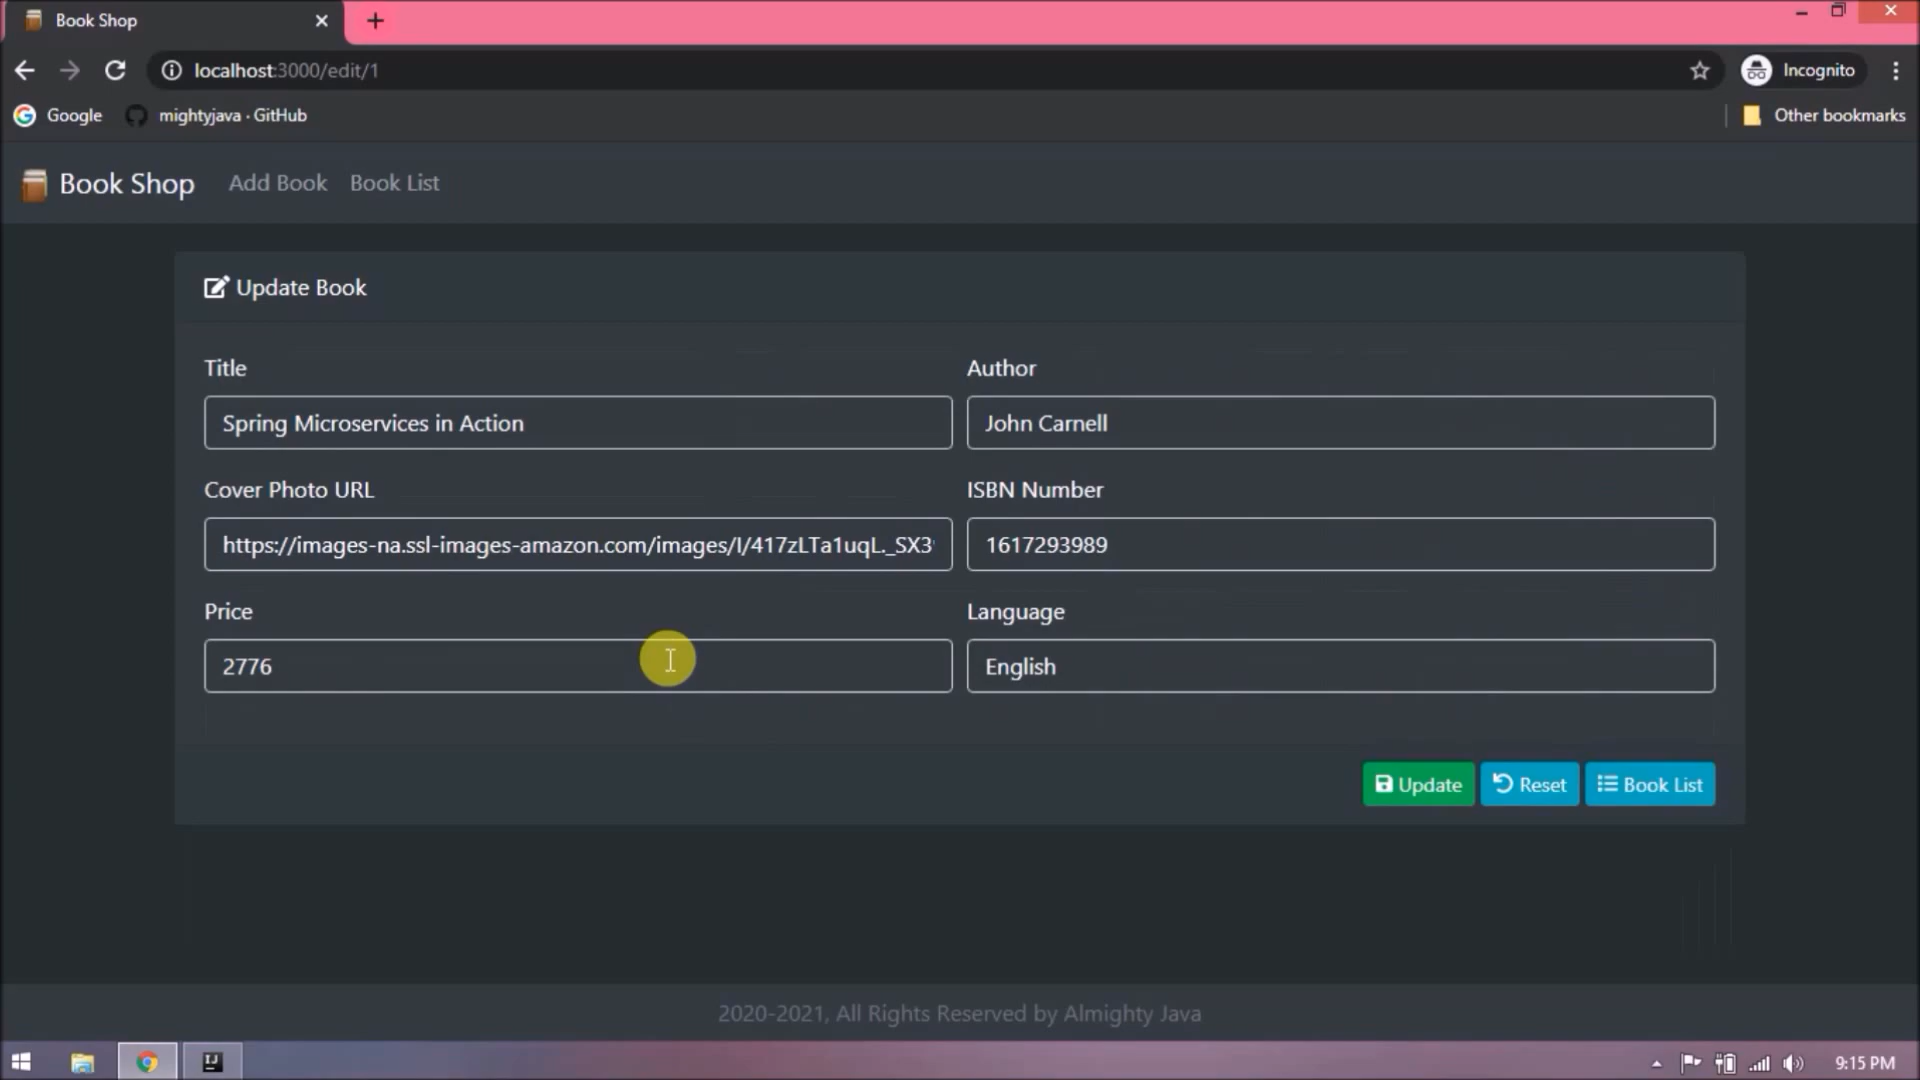 Book Shop
localhost:3000/edit/1
Incognito
Google
mightyjava · GitHub
Other bookmarks
Book Shop
Add Book
Book List
Update Book
Title
Author
Spring Microservices in Action
John Carnell
Cover Photo URL
ISBN Number
https://images-na.ssl-images-amazon.com/images/I/417zLTa1uqL._SX3
1617293989
Price
Language
2776
English
Update
Reset
Book List
2020-2021, All Rights Reserved by Almighty Java
IJ
9:15 PM